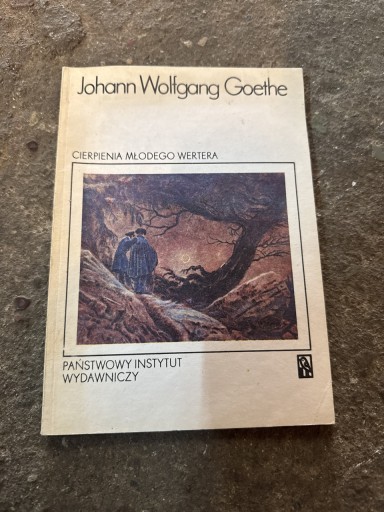 Johann Wolfgang Goethe
CIERPIENIA MŁODEGO WERTERA
PAŃSTWOWY INSTYTUT
WYDAWNICZY